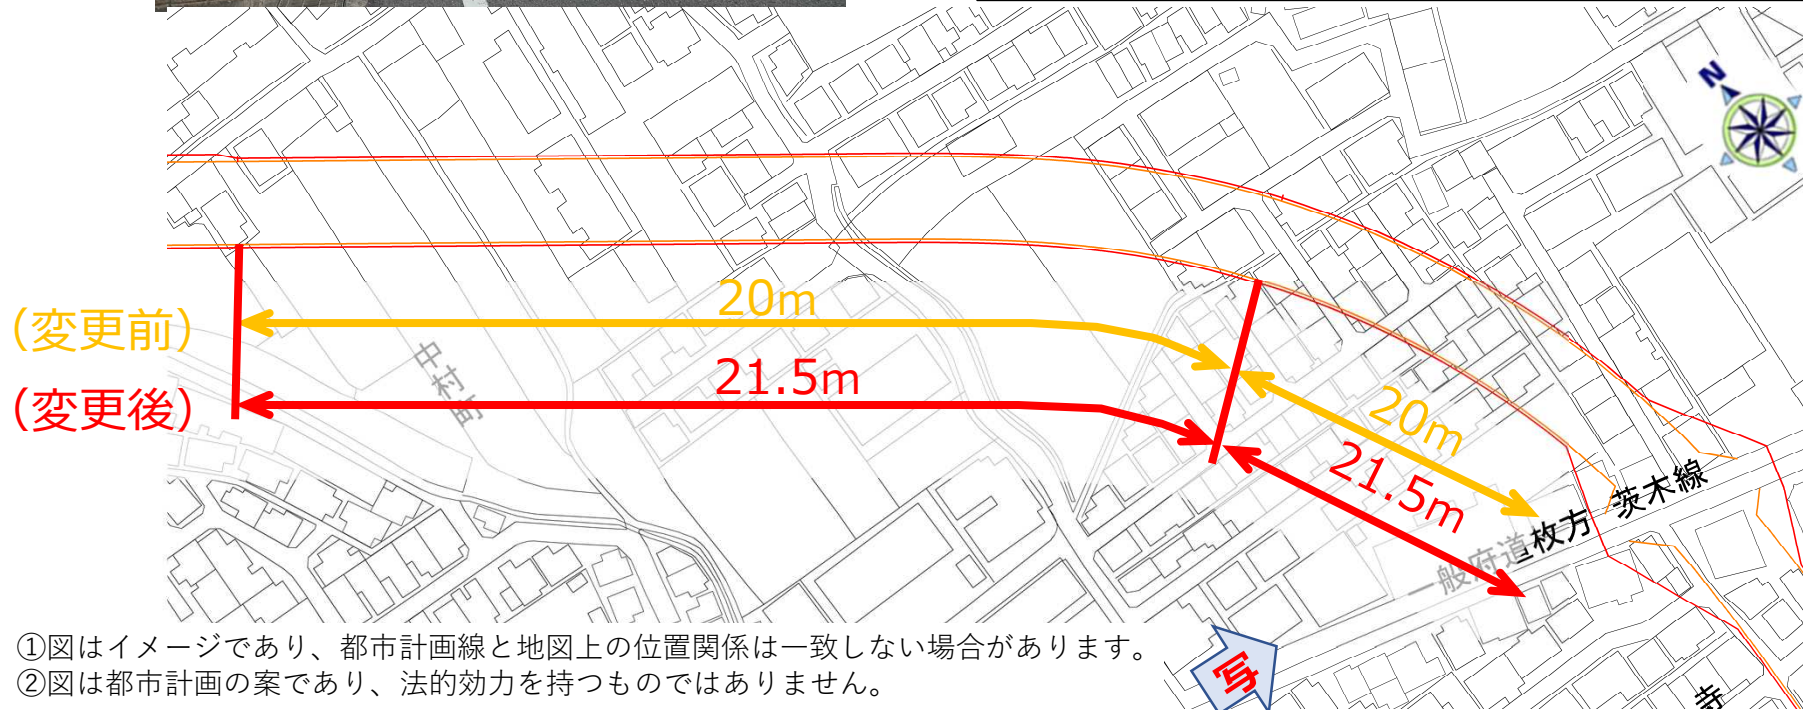 N
20m
(変更前)
中村町
21.5m
(変更後)
20m
21.5m
茨木線
枚方
一般府道
①図はイメージであり、都市計画線と地図上の位置関係は一致しない場合があります。
写
②図は都市計画の案であり、法的効力を持つものではありません。
寺